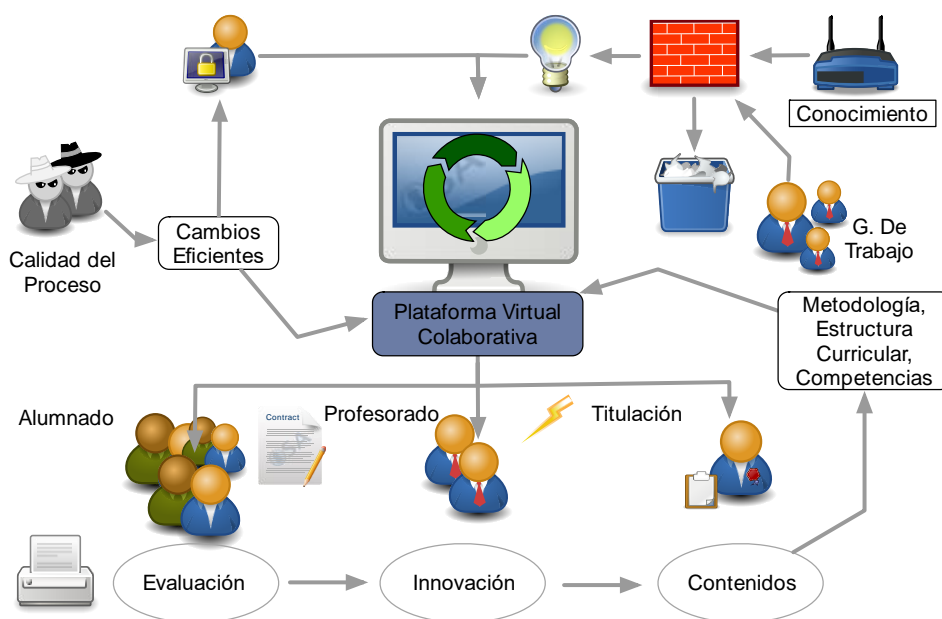 Conocimiento
Calidad del
Proceso
Cambios
Eficientes
G. De
Trabajo
Plataforma Virtual
Colaborativa
Metodología,
Estructura
Curricular,
Competencias
Alumnado
Contract
Profesorado
Titulación
Evaluación
Innovación
Contenidos